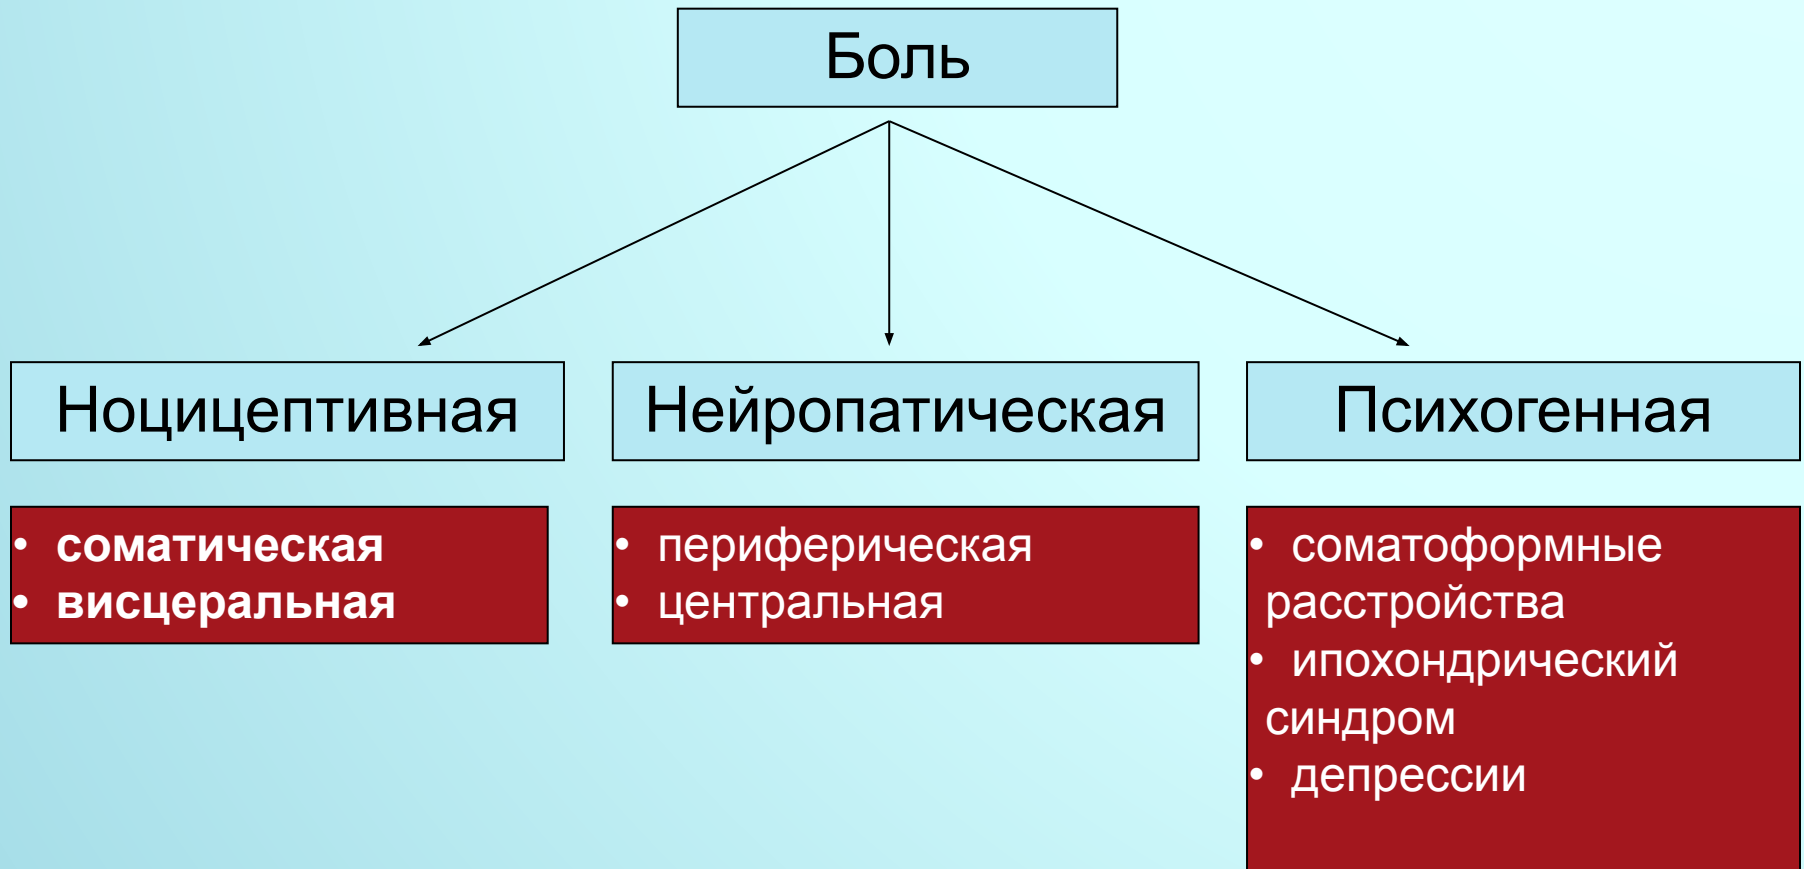 Боль
Ноцицептивная
Нейропатическая
Психогенная
• соматическая
• висцеральная
• периферическая
• центральная
• соматоформные
расстройства
• ипохондрический
синдром
• депрессии